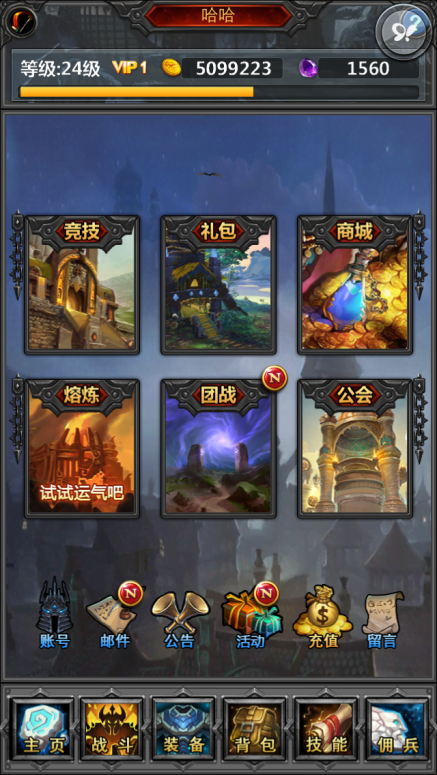 哈哈
等级:24级 VIP 1 5099223 1560
竞技 礼包 商城
熔炼 团战 N 公会
试试运气吧
N N
账号 邮件 公告 活动 充值 留言
主页 战斗 装备 背包 技能 佣兵